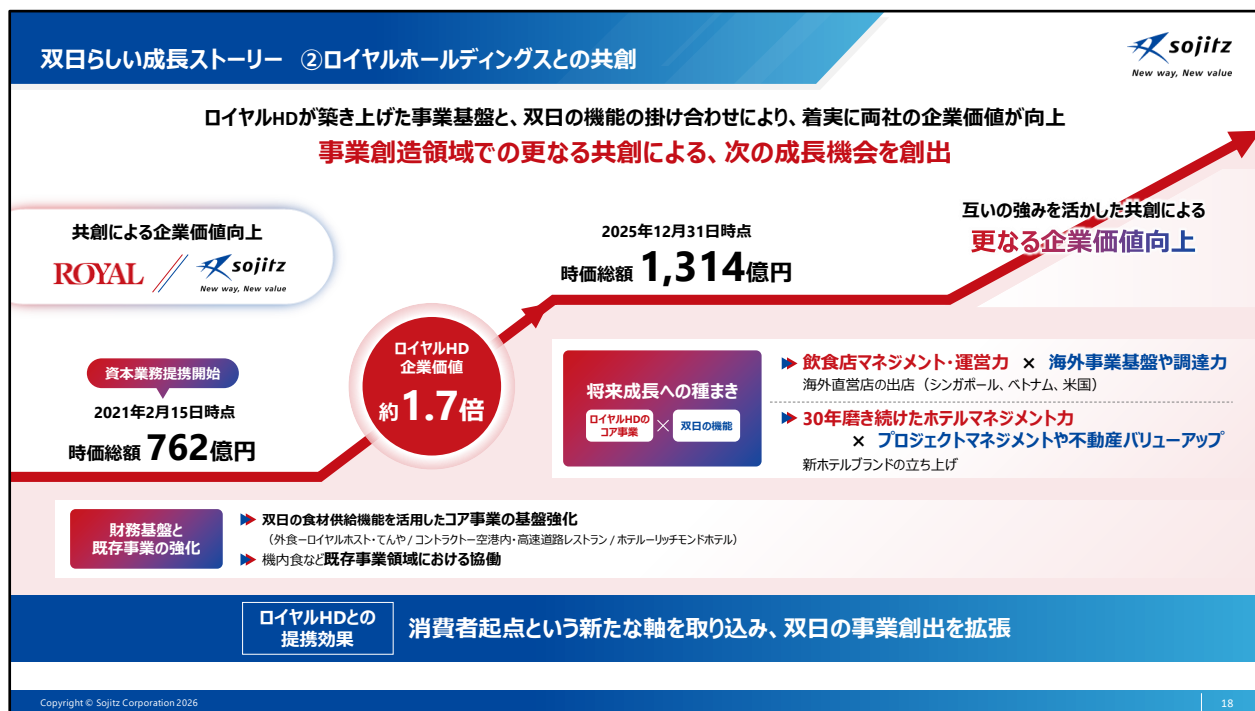 双日らしい成長ストーリー ②ロイヤルホールディングスとの共創
sojitz
New way, New value
ロイヤルHDが築き上げた事業基盤と、双日の機能の掛け合わせにより、着実に両社の企業価値が向上
事業創造領域での更なる共創による、次の成長機会を創出
共創による企業価値向上
ROYAL
sojitz
New way, New value
資本業務提携開始
2021年2月15日時点
時価総額 762億円
ロイヤルHD
企業価値
約1.7倍
2025年12月31日時点
時価総額 1,314億円
互いの強みを活かした共創による
更なる企業価値向上
将来成長への種まき
ロイヤルHDの
コア事業
×
双日の機能
飲食店マネジメント・運営力 × 海外事業基盤や調達力
海外直営店の出店（シンガポール、ベトナム、米国）
30年磨き続けたホテルマネジメント力
× プロジェクトマネジメントや不動産バリューアップ
新ホテルブランドの立ち上げ
財務基盤と
既存事業の強化
双日の食材供給機能を活用したコア事業の基盤強化
（外食－ロイヤルホスト・てんや / コントラクト－空港内・高速道路レストラン / ホテル－リッチモンドホテル）
機内食など既存事業領域における協働
ロイヤルHDとの
提携効果
消費者起点という新たな軸を取り込み、双日の事業創出を拡張
Copyright © Sojitz Corporation 2026
18